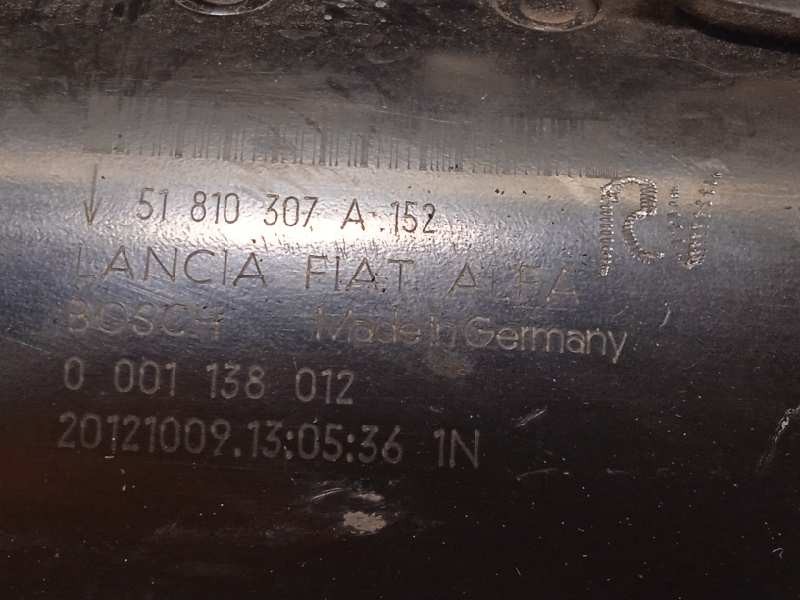 51 810 307 A 152
LANCIA FIAT ALFA
BOSCH Made in Germany
0 001 138 012
20121009.13:05:36 1N